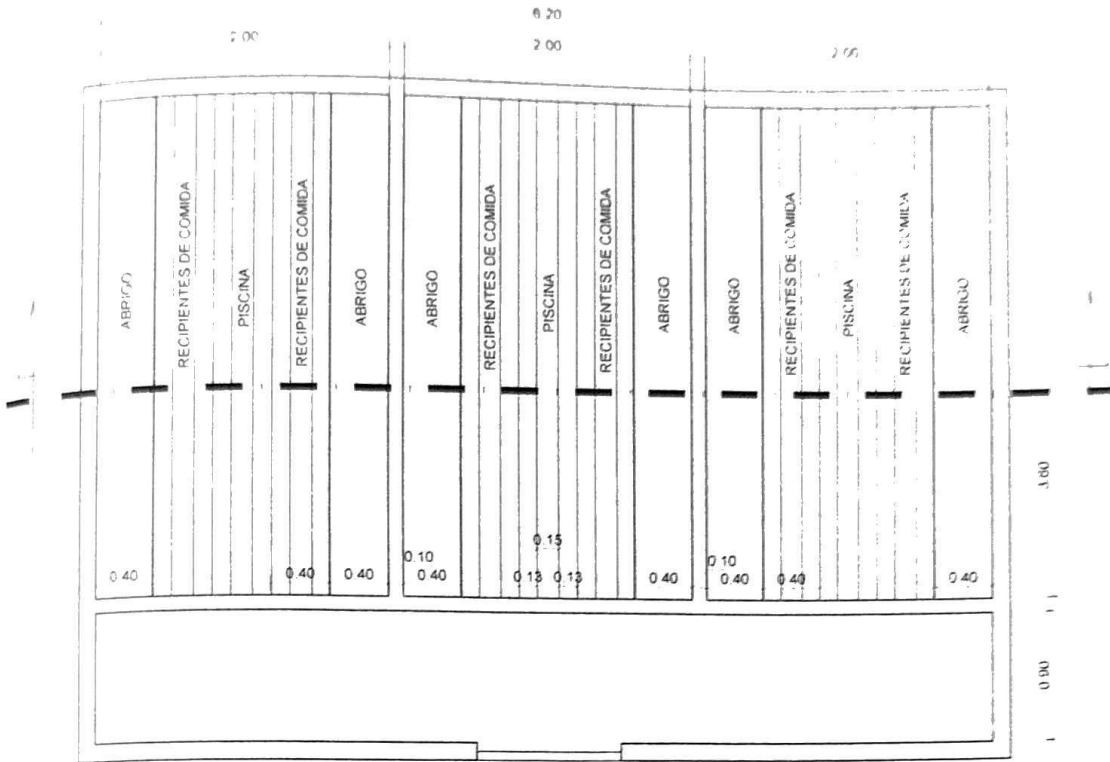 6.20
2.00
2.00
2.00
ABRIGO
RECIPIENTES DE COMIDA
PISCINA
RECIPIENTES DE COMIDA
ABRIGO
ABRIGO
RECIPIENTES DE COMIDA
PISCINA
RECIPIENTES DE COMIDA
ABRIGO
ABRIGO
RECIPIENTES DE COMIDA
PISCINA
RECIPIENTES DE COMIDA
ABRIGO
3.60
0.15
0.10
0.10
0.40
0.40
0.40
0.40
0.13
0.13
0.40
0.40
0.40
0.40
0.90